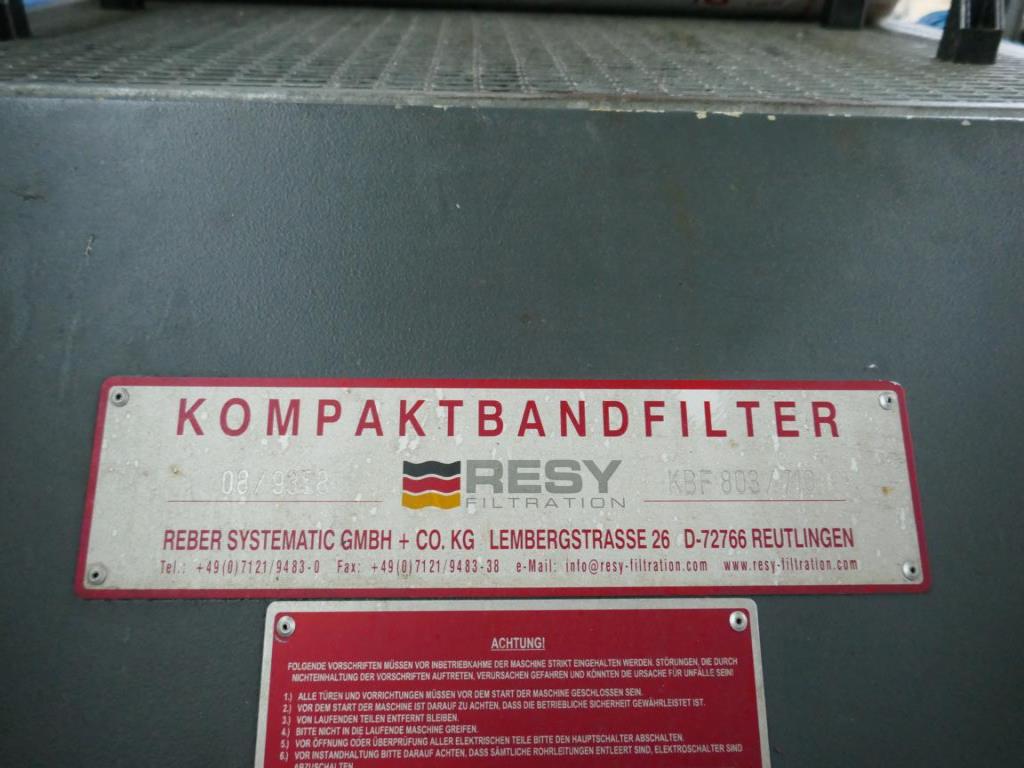 KOMPAKTBANDFILTER
RESY
FILTRATION
KBF 803/710
REBER SYSTEMATIC GMBH + CO. KG LEMBERGSTRASSE 26 D-72766 REUTLINGEN
Tel.: +49(0)7121/9483-0 Fax: +49(0)7121/9483-38 e-Mail: info@resy-filtration.com www.resy-filtration.com
ACHTUNG!
FOLGENDE VORSCHRIFTEN MÜSSEN VOR INBETRIEBKAHME DER MASCHINE STRIKT EINGEHALTEN WERDEN. STÖRUNGEN, DIE DURCH
NICHTEINHALTUNG DER VORSCHRIFTEN AUFTRETEN, VERURSACHEN GEFAHREN UND KÖNNTEN DIE URSACHE FÜR UNFÄLLE SEIN!
1.) ALLE TÜREN UND VORRICHTUNGEN MÜSSEN VOR DEM START DER MASCHINE GESCHLOSSEN SEIN.
2.) VOR DEM START DER MASCHINE IST DARAUF ZU ACHTEN, DASS DIE BETRIEBLICHE SICHERHEIT GEWÄHRLEISTET IST.
3.) VON LAUFENDEN TEILEN ENTFERNT BLEIBEN.
4.) BITTE NICHT IN DIE LAUFENDE MASCHINE GREIFEN.
5.) VOR ÖFFNUNG ODER ÜBERPRÜFUNG ALLER ELEKTRISCHEN TEILE BITTE DEN HAUPTSCHALTER ABSCHALTEN.
6.) VOR INSTANDHALTUNG BITTE DARAUF ACHTEN, DASS SÄMTLICHE ROHRLEITUNGEN ENTLEERT SIND, ELEKTROSCHALTER SIND
ABZUSCHALTEN.